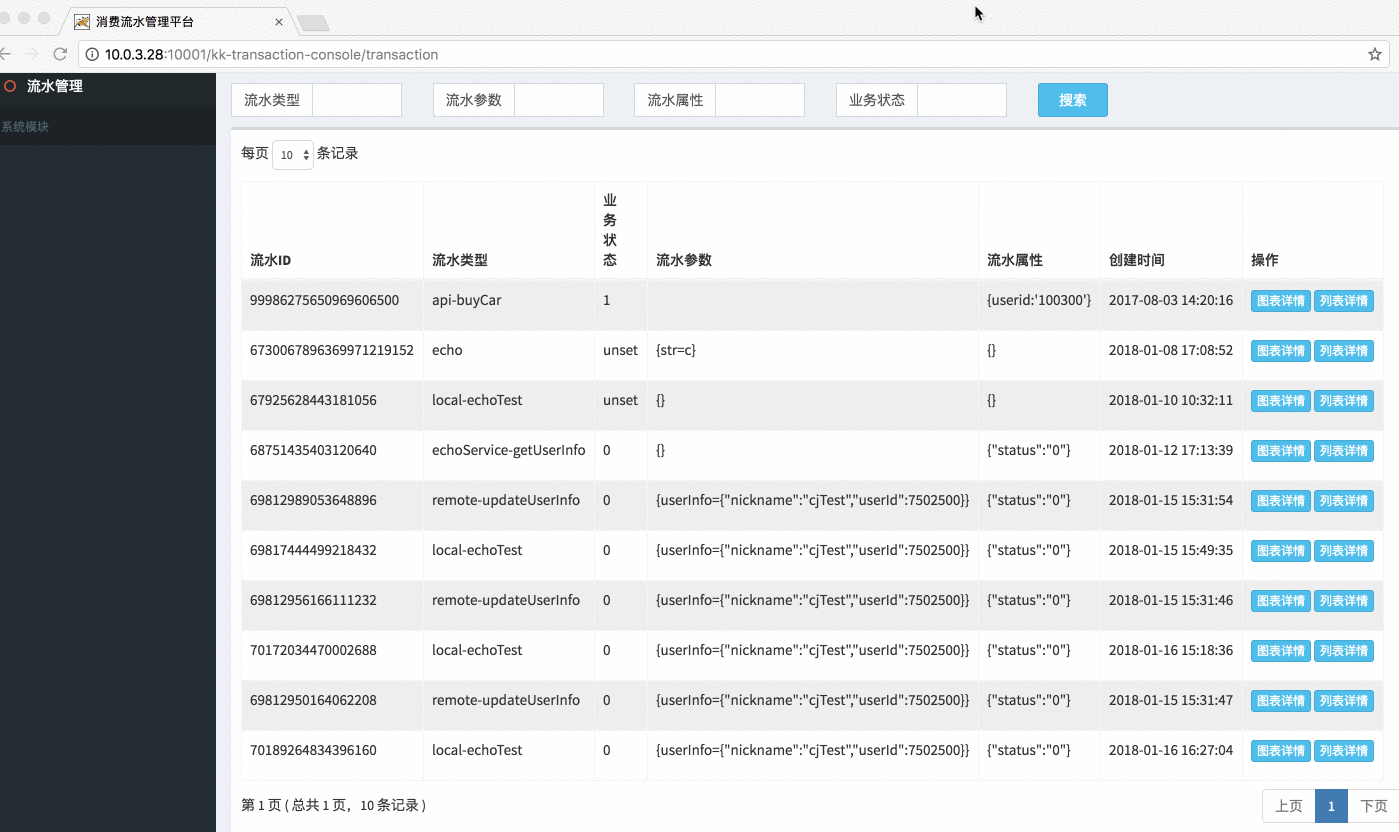 消费流水管理平台
10.0.3.28:10001/kk-transaction-console/transaction
流水管理
系统模块
流水类型 流水参数 流水属性 业务状态 搜索
每页 10 条记录
流水ID 流水类型 业务状态 流水参数 流水属性 创建时间 操作
99986275650969606500 api-buyCar 1 {userid:'100300'} 2017-08-03 14:20:16 图表详情 列表详情
6730067896369971219152 echo unset {str=c} {} 2018-01-08 17:08:52 图表详情 列表详情
67925628443181056 local-echoTest unset {} {} 2018-01-10 10:32:11 图表详情 列表详情
68751435403120640 echoService-getUserInfo 0 {} {"status":"0"} 2018-01-12 17:13:39 图表详情 列表详情
69812989053648896 remote-updateUserInfo 0 {userInfo={"nickname":"cjTest","userId":7502500}} {"status":"0"} 2018-01-15 15:31:54 图表详情 列表详情
69817444499218432 local-echoTest 0 {userInfo={"nickname":"cjTest","userId":7502500}} {"status":"0"} 2018-01-15 15:49:35 图表详情 列表详情
69812956166111232 remote-updateUserInfo 0 {userInfo={"nickname":"cjTest","userId":7502500}} {"status":"0"} 2018-01-15 15:31:46 图表详情 列表详情
70172034470002688 local-echoTest 0 {userInfo={"nickname":"cjTest","userId":7502500}} {"status":"0"} 2018-01-16 15:18:36 图表详情 列表详情
69812950164062208 remote-updateUserInfo 0 {userInfo={"nickname":"cjTest","userId":7502500}} {"status":"0"} 2018-01-15 15:31:47 图表详情 列表详情
70189264834396160 local-echoTest 0 {userInfo={"nickname":"cjTest","userId":7502500}} {"status":"0"} 2018-01-16 16:27:04 图表详情 列表详情
第 1 页 ( 总共 1 页，10 条记录 ) 上页 1 下页